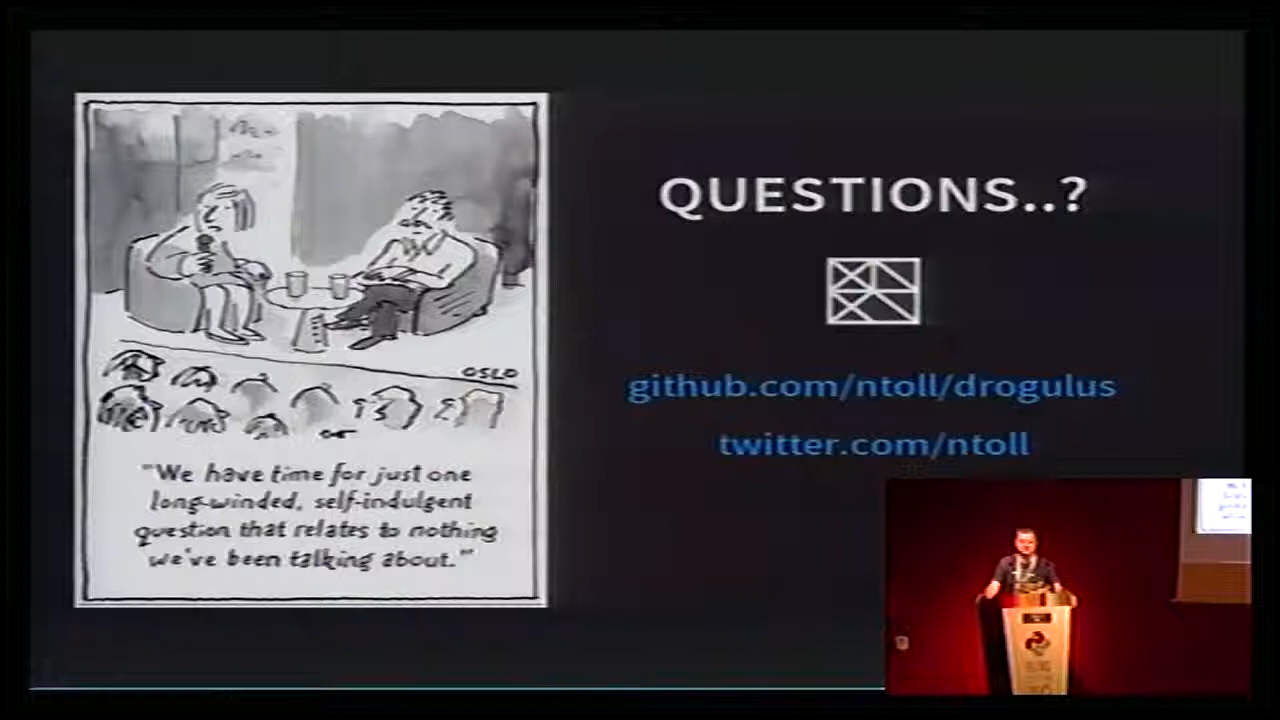 OSLO
"We have time for just one
long-winded, self-indulgent
question that relates to nothing
we've been talking about."
QUESTIONS..?
github.com/ntoll/drogulus
twitter.com/ntoll